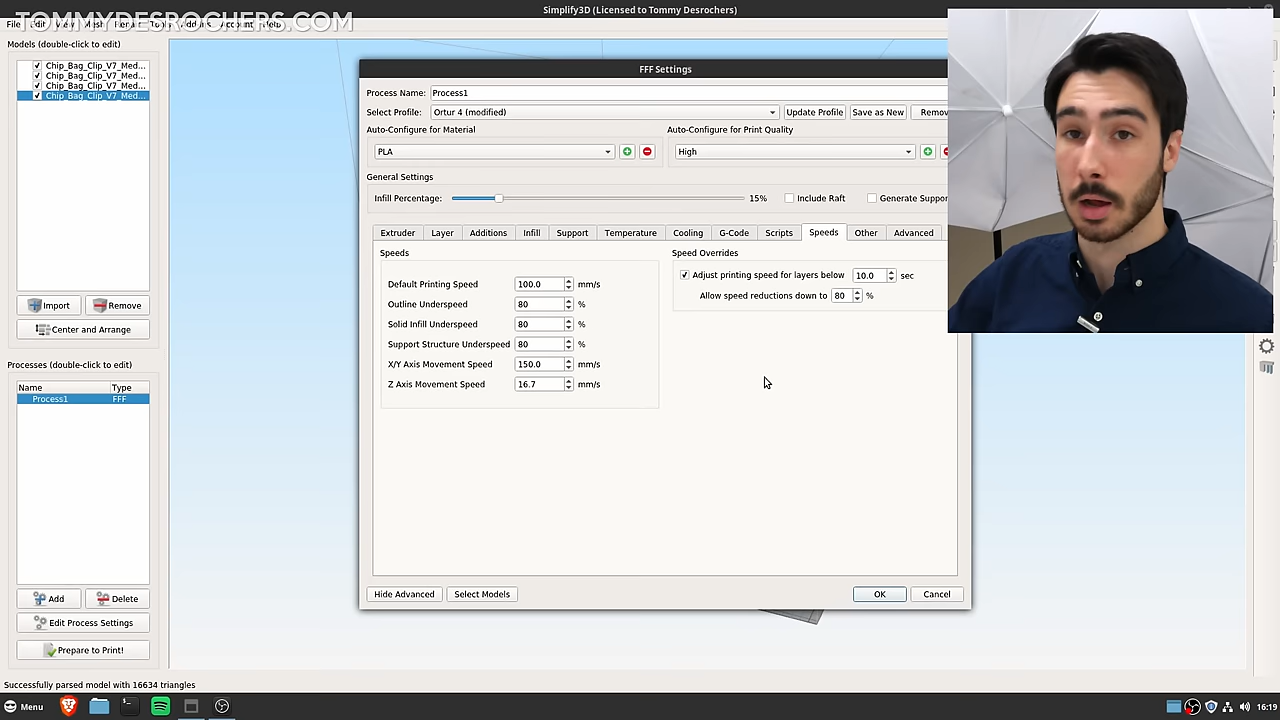 Simplify3D (Licensed to Tommy Desrochers)
TOMMYDESROCHERS.COM
File
Models (double-click to edit)
Chip_Bag_Clip_V7_Med...
Chip_Bag_Clip_V7_Med...
Chip_Bag_Clip_V7_Med...
Chip_Bag_Clip_V7_Med...
Import Remove
Center and Arrange
Processes (double-click to edit)
Name Type
Process1 FFF
Add Delete
Edit Process Settings
Prepare to Print!
Successfully parsed model with 16634 triangles
FFF Settings
Process Name: Process1
Select Profile: Ortur 4 (modified) Update Profile Save as New Remov
Auto-Configure for Material Auto-Configure for Print Quality
PLA High
General Settings
Infill Percentage: 15% Include Raft Generate Suppor
Extruder Layer Additions Infill Support Temperature Cooling G-Code Scripts Speeds Other Advanced
Speeds
Default Printing Speed 100.0 mm/s
Outline Underspeed 80 %
Solid Infill Underspeed 80 %
Support Structure Underspeed 80 %
X/Y Axis Movement Speed 150.0 mm/s
Z Axis Movement Speed 16.7 mm/s
Speed Overrides
Adjust printing speed for layers below 10.0 sec
Allow speed reductions down to 80 %
Hide Advanced Select Models OK Cancel
Menu 16:19